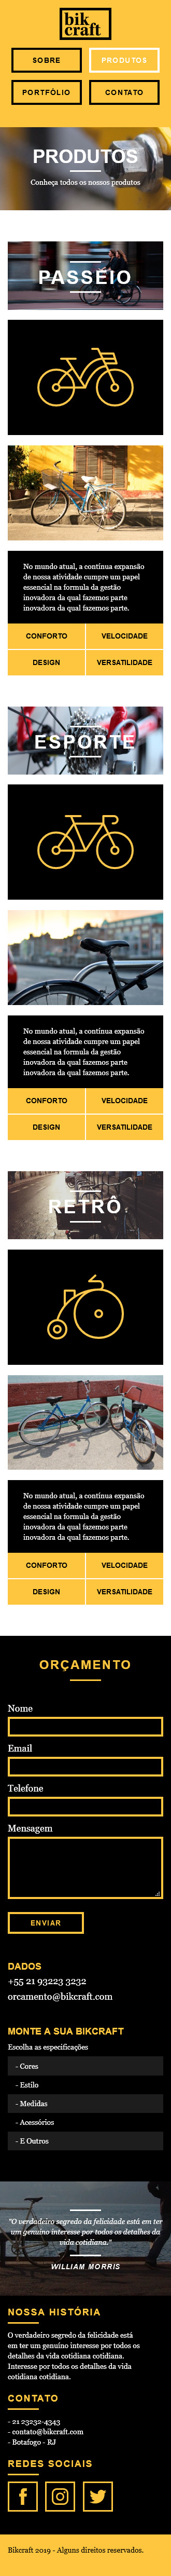 bik
craft
SOBRE
PRODUTOS
PORTFÓLIO
CONTATO
PRODUTOS
Conheça todos os nossos produtos
PASSEIO
No mundo atual, a contínua expansão
de nossa atividade cumpre um papel
essencial na formula da gestão
inovadora da qual fazemos parte
inovadora da qual fazemos parte.
CONFORTO
VELOCIDADE
DESIGN
VERSATILIDADE
ESPORTE
No mundo atual, a contínua expansão
de nossa atividade cumpre um papel
essencial na formula da gestão
inovadora da qual fazemos parte
inovadora da qual fazemos parte.
CONFORTO
VELOCIDADE
DESIGN
VERSATILIDADE
RETRÔ
No mundo atual, a contínua expansão
de nossa atividade cumpre um papel
essencial na formula da gestão
inovadora da qual fazemos parte
inovadora da qual fazemos parte.
CONFORTO
VELOCIDADE
DESIGN
VERSATILIDADE
ORÇAMENTO
Nome
Email
Telefone
Mensagem
ENVIAR
DADOS
+55 21 93223 3232
orcamento@bikcraft.com
MONTE A SUA BIKCRAFT
Escolha as especificações
- Cores
- Estilo
- Medidas
- Acessórios
- E Outros
"O verdadeiro segredo da felicidade está em ter
um genuíno interesse por todos os detalhes da
vida cotidiana."
WILLIAM MORRIS
NOSSA HISTÓRIA
O verdadeiro segredo da felicidade está
em ter um genuíno interesse por todos os
detalhes da vida cotidiana cotidiana.
Interesse por todos os detalhes da vida
cotidiana cotidiana.
CONTATO
- 21 23232-4343
- contato@bikcraft.com
- Botafogo - RJ
REDES SOCIAIS
Bikcraft 2019 - Alguns direitos reservados.